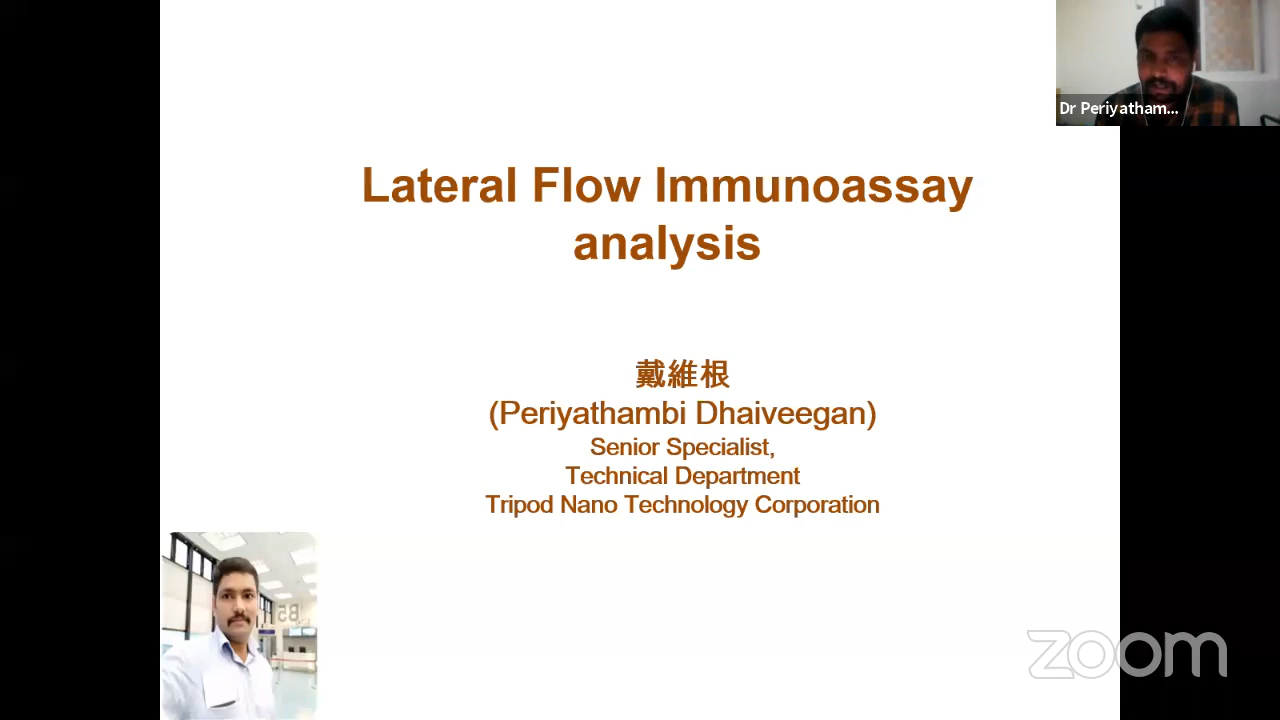 Dr Periyatham...
Lateral Flow Immunoassay
analysis
戴維根
(Periyathambi Dhaiveegan)
Senior Specialist,
Technical Department
Tripod Nano Technology Corporation
zoom